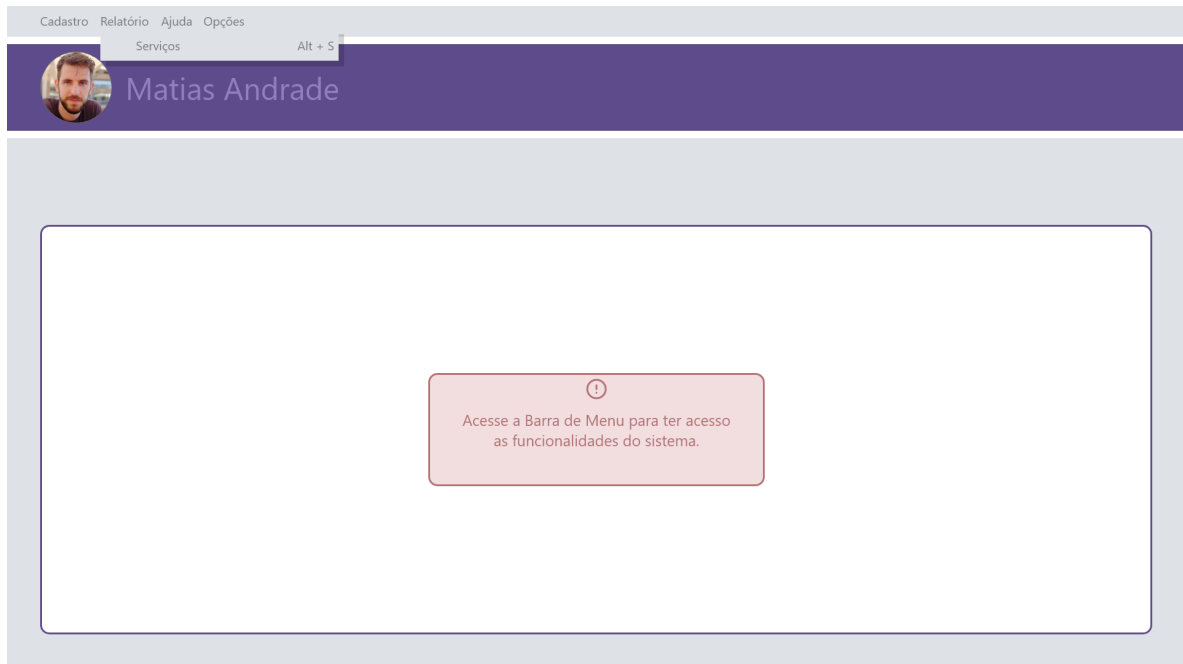 Cadastro Relatório Ajuda Opções
Serviços Alt + S
Matias Andrade
Acesse a Barra de Menu para ter acesso
as funcionalidades do sistema.